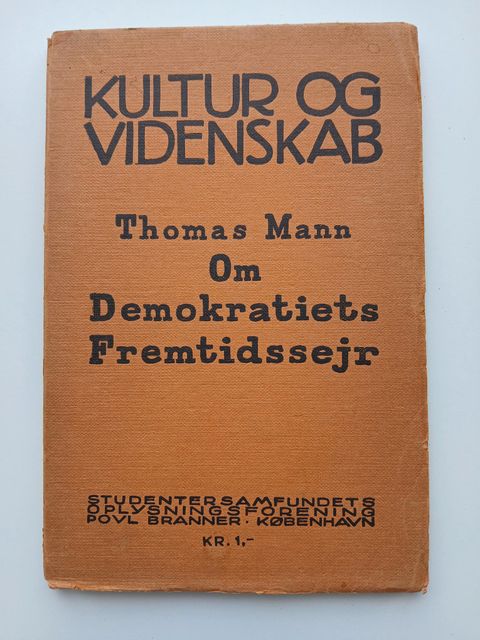 KULTUR OG
VIDENSKAB
Thomas Mann
Om
Demokratiets
Fremtidssejr
STUDENTERSAMFUNDETS
OPLYSNINGSFORENING
POVL BRANNER · KØBENHAVN
KR. 1,-